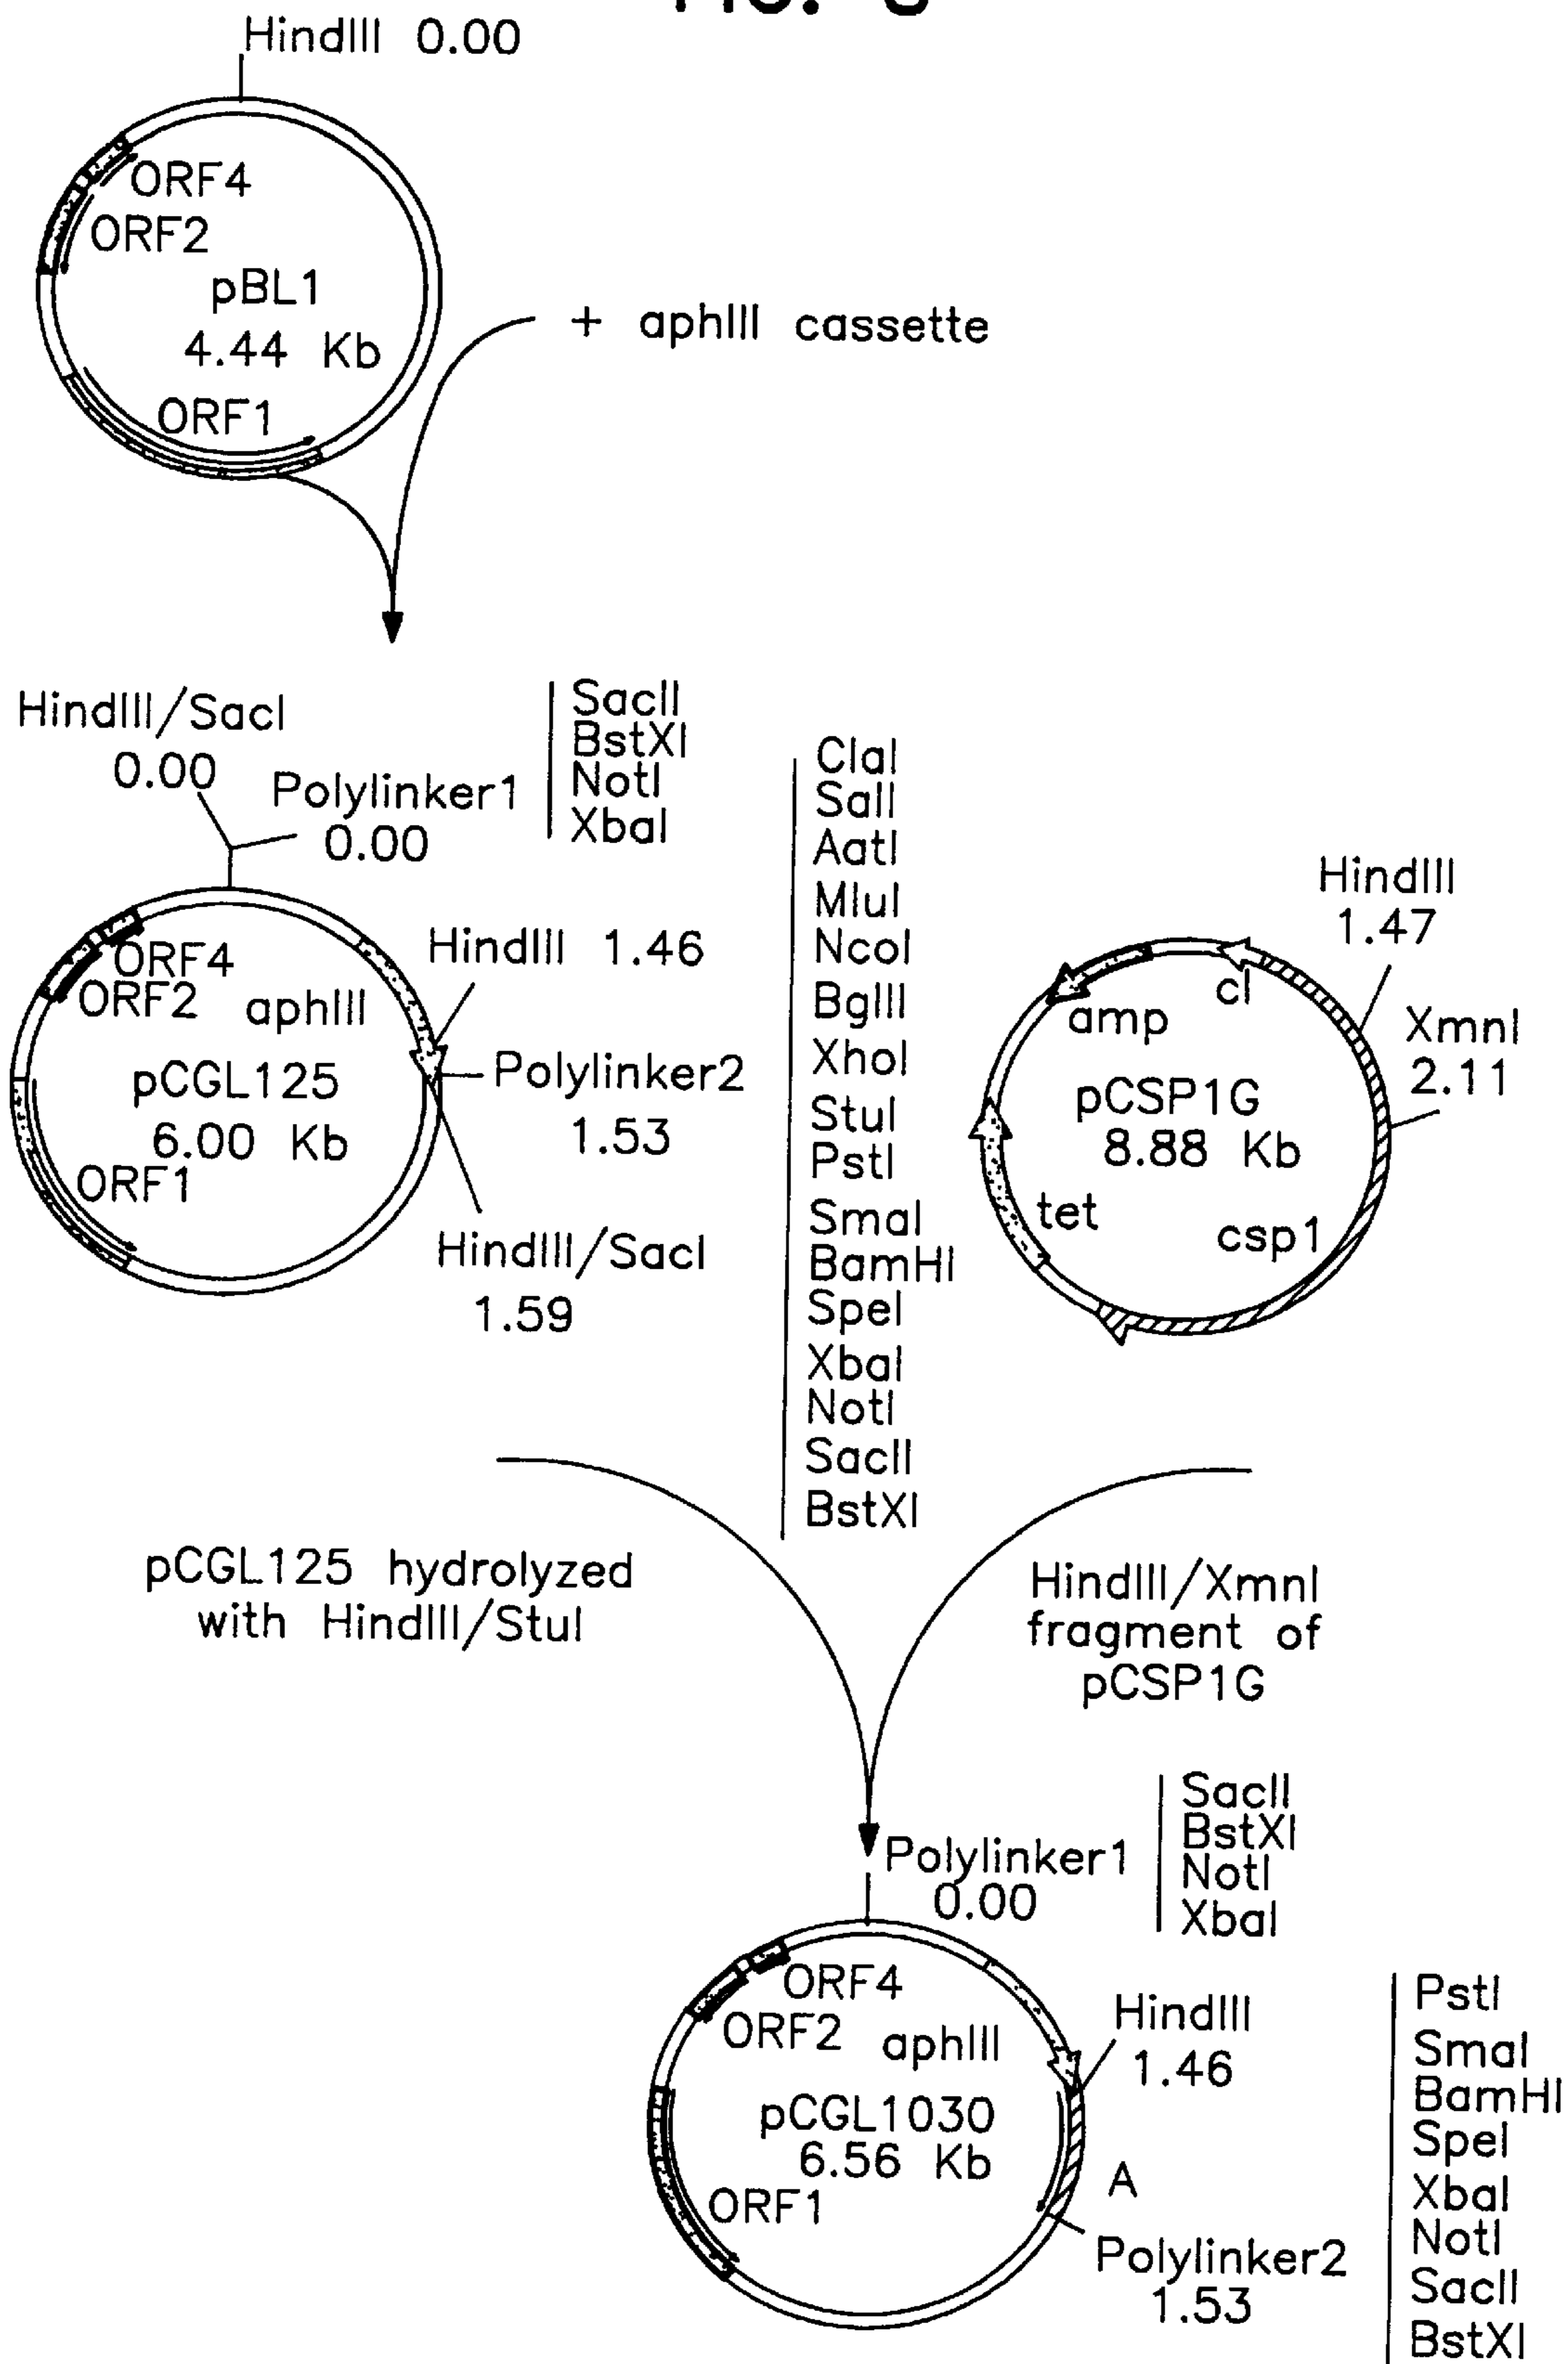 HindIII 0.00
ORF4
ORF2
pBL1
4.44 Kb
ORF1
+ aphIII cassette
HindIII/SacI
0.00
Polylinker1
0.00
SacII
BstXI
NotI
XbaI
ORF4
ORF2
aphIII
pCGL125
6.00 Kb
ORF1
HindIII 1.46
Polylinker2
1.53
HindIII/SacI
1.59
ClaI
SalI
AatI
MluI
NcoI
BglII
XhoI
StuI
PstI
SmaI
BamHI
SpeI
XbaI
NotI
SacII
BstXI
HindIII
1.47
XmnI
2.11
cI
amp
pCSP1G
8.88 Kb
tet
csp1
pCGL125 hydrolyzed
with HindIII/StuI
HindIII/XmnI
fragment of
pCSP1G
Polylinker1
0.00
SacII
BstXI
NotI
XbaI
ORF4
ORF2
aphIII
pCGL1030
6.56 Kb
ORF1
HindIII
1.46
A
Polylinker2
1.53
PstI
SmaI
BamHI
SpeI
XbaI
NotI
SacII
BstXI